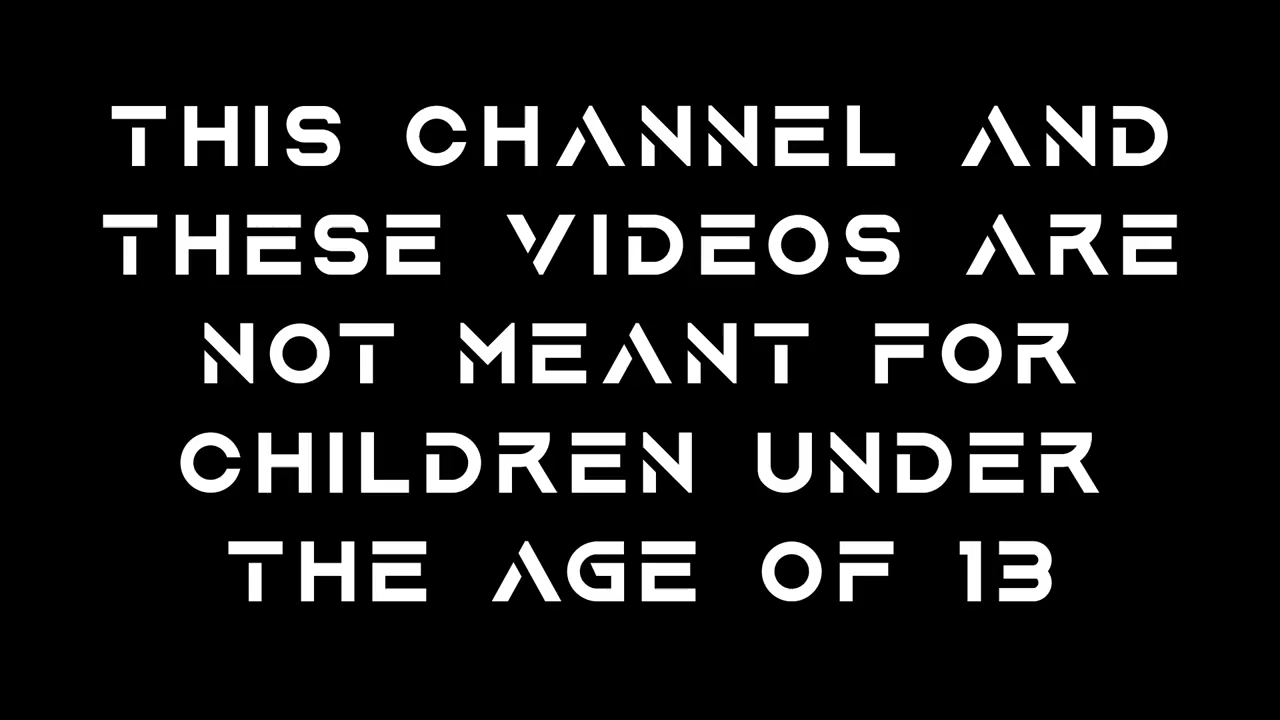 THIS CHANNEL AND
THESE VIDEOS ARE
NOT MEANT FOR
CHILDREN UNDER
THE AGE OF 13